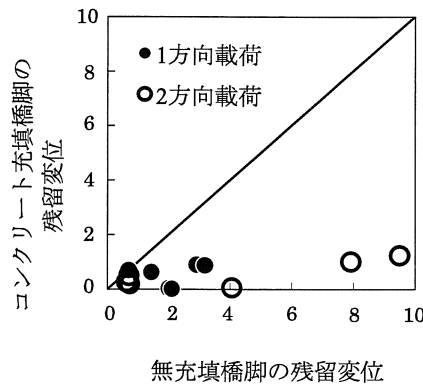 コンクリート充填橋脚の
残留変位
10
8
6
4
2
0
●1方向載荷
○2方向載荷
0 2 4 6 8 10
無充填橋脚の残留変位